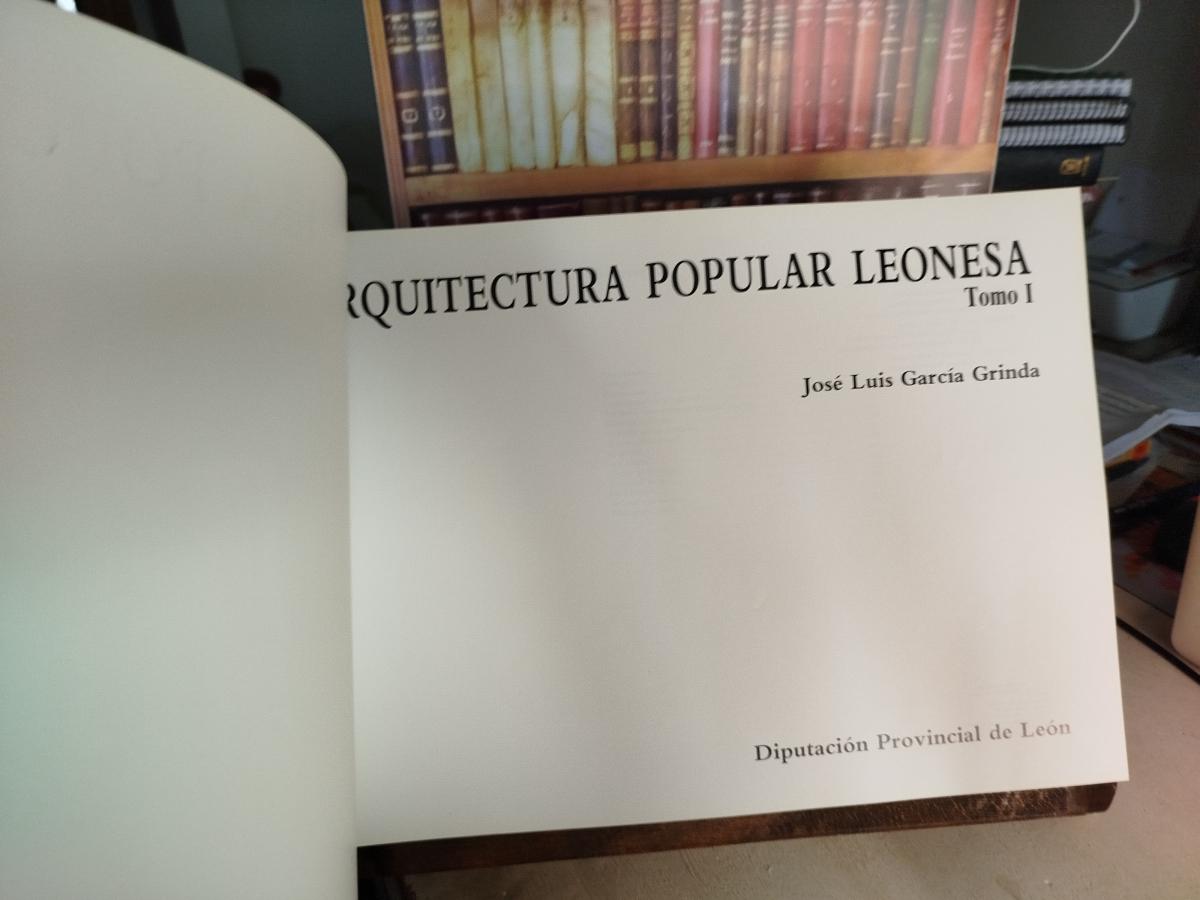 RQUITECTURA POPULAR LEONESA
Tomo I
José Luis García Grinda
Diputación Provincial de León